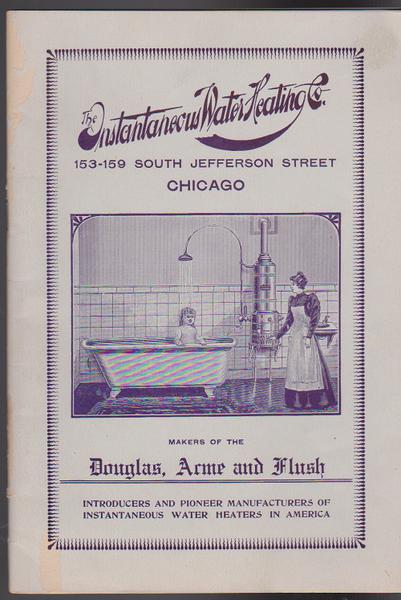 The Instantaneous Water Heating Co.
153-159 SOUTH JEFFERSON STREET
CHICAGO
MAKERS OF THE
Douglas, Acme and Flush
INTRODUCERS AND PIONEER MANUFACTURERS OF
INSTANTANEOUS WATER HEATERS IN AMERICA